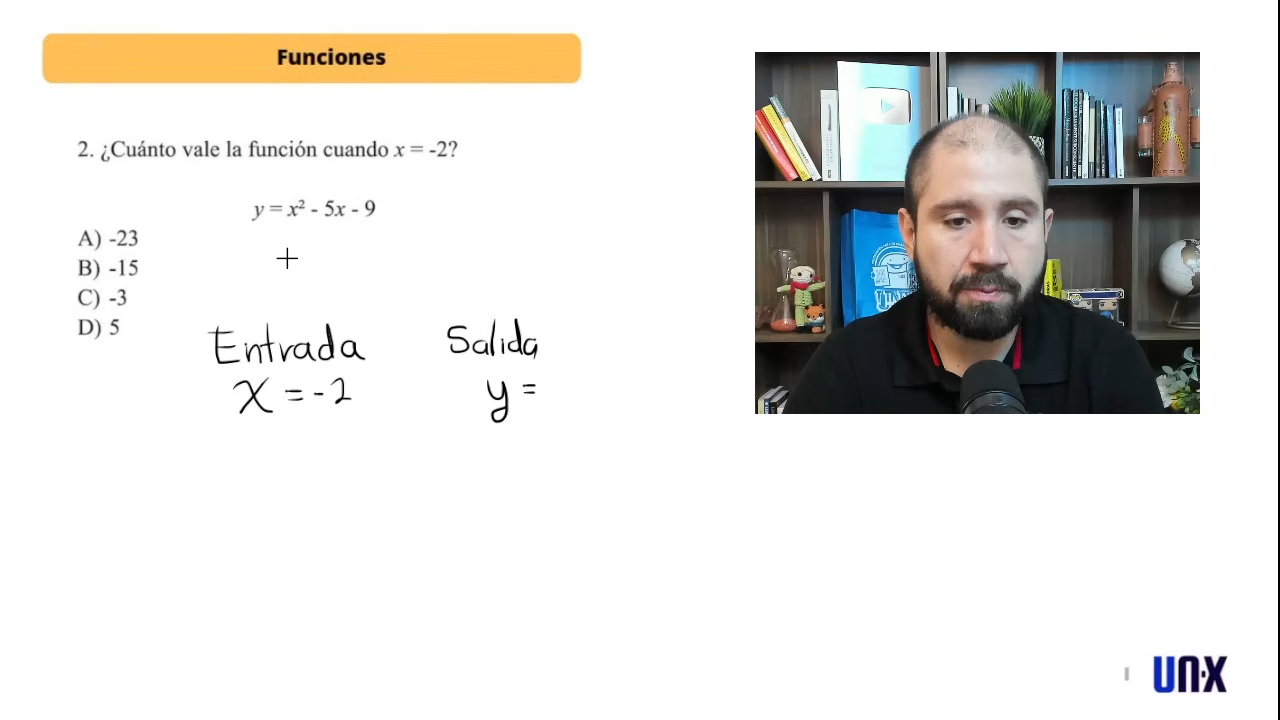 Funciones
2. ¿Cuánto vale la función cuando x = -2?
y = x² - 5x - 9
A) -23
B) -15
C) -3
D) 5
Entrada
Salida
x = -2
y =
UNX